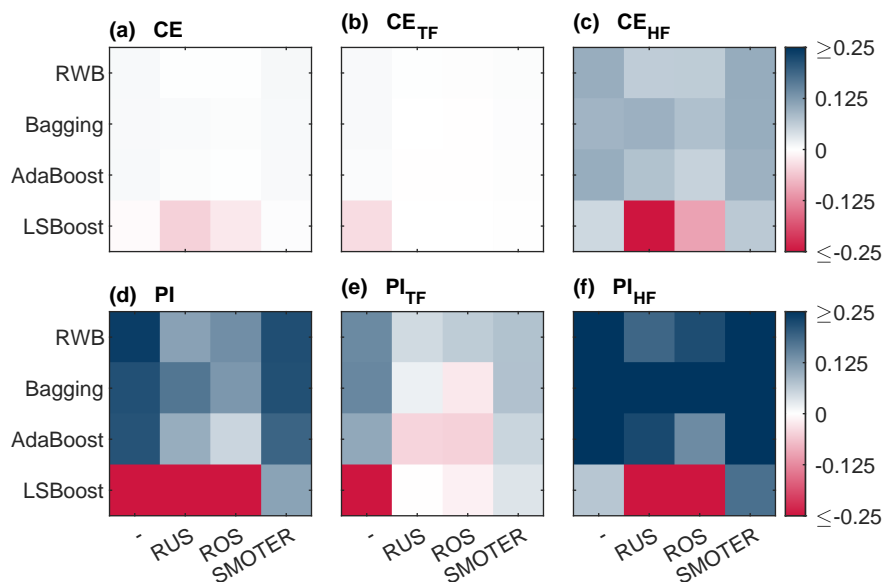 (a) CE
(b) CE_TF
(c) CE_HF
RWB
Bagging
AdaBoost
LSBoost
≥0.25
0.125
0
-0.125
≤-0.25
(d) PI
(e) PI_TF
(f) PI_HF
RWB
Bagging
AdaBoost
LSBoost
≥0.25
0.125
0
-0.125
≤-0.25
- RUS ROS SMOTER
- RUS ROS SMOTER
- RUS ROS SMOTER